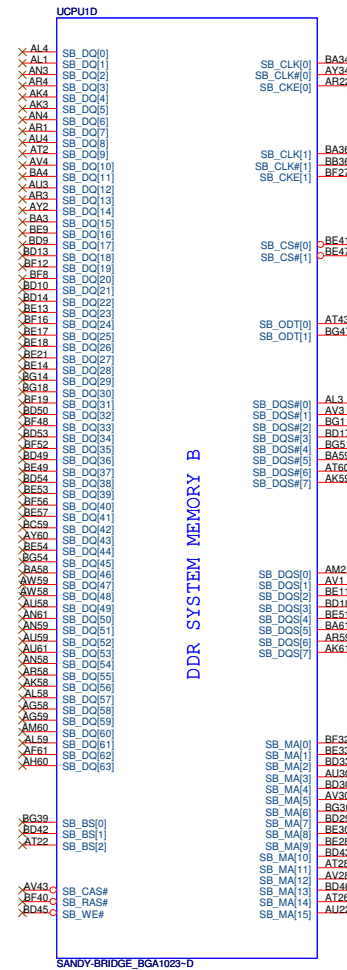 UCPU1D
AL4 SB_DQ[0]
AL1 SB_DQ[1]
AN3 SB_DQ[2]
AR4 SB_DQ[3]
AK4 SB_DQ[4]
AK3 SB_DQ[5]
AN4 SB_DQ[6]
AR1 SB_DQ[7]
AU4 SB_DQ[8]
AT2 SB_DQ[9]
AV4 SB_DQ[10]
BA4 SB_DQ[11]
AU3 SB_DQ[12]
AR3 SB_DQ[13]
AY2 SB_DQ[14]
BA3 SB_DQ[15]
BE9 SB_DQ[16]
BD9 SB_DQ[17]
BD13 SB_DQ[18]
BF12 SB_DQ[19]
BF8 SB_DQ[20]
BD10 SB_DQ[21]
BD14 SB_DQ[22]
BE13 SB_DQ[23]
BF16 SB_DQ[24]
BE17 SB_DQ[25]
BE18 SB_DQ[26]
BE21 SB_DQ[27]
BE14 SB_DQ[28]
BG14 SB_DQ[29]
BG18 SB_DQ[30]
BF19 SB_DQ[31]
BD50 SB_DQ[32]
BF48 SB_DQ[33]
BD53 SB_DQ[34]
BF52 SB_DQ[35]
BD49 SB_DQ[36]
BE49 SB_DQ[37]
BD54 SB_DQ[38]
BE53 SB_DQ[39]
BF56 SB_DQ[40]
BE57 SB_DQ[41]
BC59 SB_DQ[42]
AY60 SB_DQ[43]
BE54 SB_DQ[44]
BG54 SB_DQ[45]
BA58 SB_DQ[46]
AW59 SB_DQ[47]
AW58 SB_DQ[48]
AU58 SB_DQ[49]
AN61 SB_DQ[50]
AN59 SB_DQ[51]
AU59 SB_DQ[52]
AU61 SB_DQ[53]
AN58 SB_DQ[54]
AR58 SB_DQ[55]
AK58 SB_DQ[56]
AL58 SB_DQ[57]
AG58 SB_DQ[58]
AG59 SB_DQ[59]
AM60 SB_DQ[60]
AL59 SB_DQ[61]
AF61 SB_DQ[62]
AH60 SB_DQ[63]
BG39 SB_BS[0]
BD42 SB_BS[1]
AT22 SB_BS[2]
AV43 SB_CAS#
BF40 SB_RAS#
BD45 SB_WE#
DDR SYSTEM MEMORY B
SB_CLK[0] BA34
SB_CLK#[0] AY34
SB_CKE[0] AR22
SB_CLK[1] BA36
SB_CLK#[1] BB36
SB_CKE[1] BF27
SB_CS#[0] BE41
SB_CS#[1] BE47
SB_ODT[0] AT43
SB_ODT[1] BG47
SB_DQS#[0] AL3
SB_DQS#[1] AV3
SB_DQS#[2] BG11
SB_DQS#[3] BD17
SB_DQS#[4] BG51
SB_DQS#[5] BA59
SB_DQS#[6] AT60
SB_DQS#[7] AK59
SB_DQS[0] AM2
SB_DQS[1] AV1
SB_DQS[2] BE11
SB_DQS[3] BD18
SB_DQS[4] BE51
SB_DQS[5] BA61
SB_DQS[6] AR59
SB_DQS[7] AK61
SB_MA[0] BF32
SB_MA[1] BE33
SB_MA[2] BD33
SB_MA[3] AU30
SB_MA[4] BD30
SB_MA[5] AV30
SB_MA[6] BG30
SB_MA[7] BD29
SB_MA[8] BE30
SB_MA[9] BE28
SB_MA[10] BD43
SB_MA[11] AT28
SB_MA[12] AV28
SB_MA[13] BD46
SB_MA[14] AT26
SB_MA[15] AU22
SANDY-BRIDGE_BGA1023~D